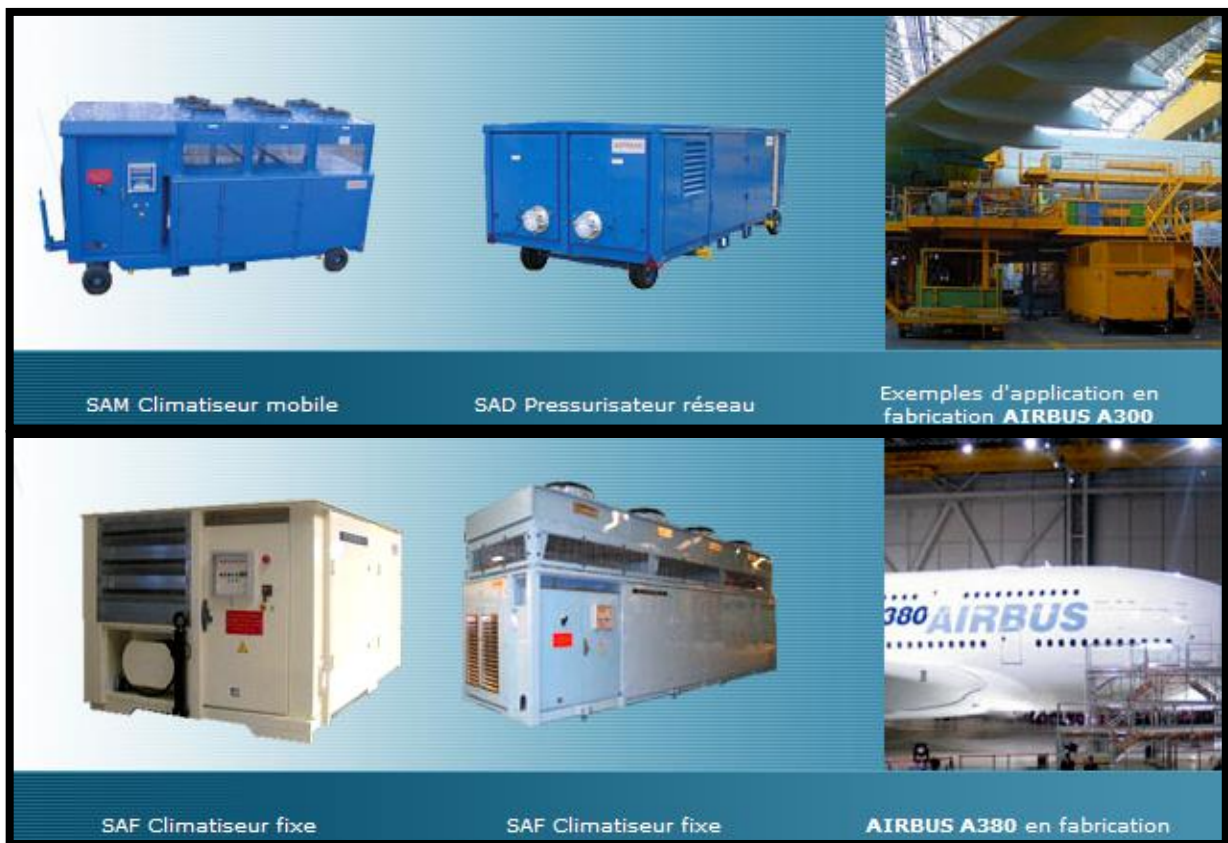 SAM Climatiseur mobile
SAD Pressurisateur réseau
Exemples d'application en
fabrication AIRBUS A300
380 AIRBUS
SAF Climatiseur fixe
SAF Climatiseur fixe
AIRBUS A380 en fabrication